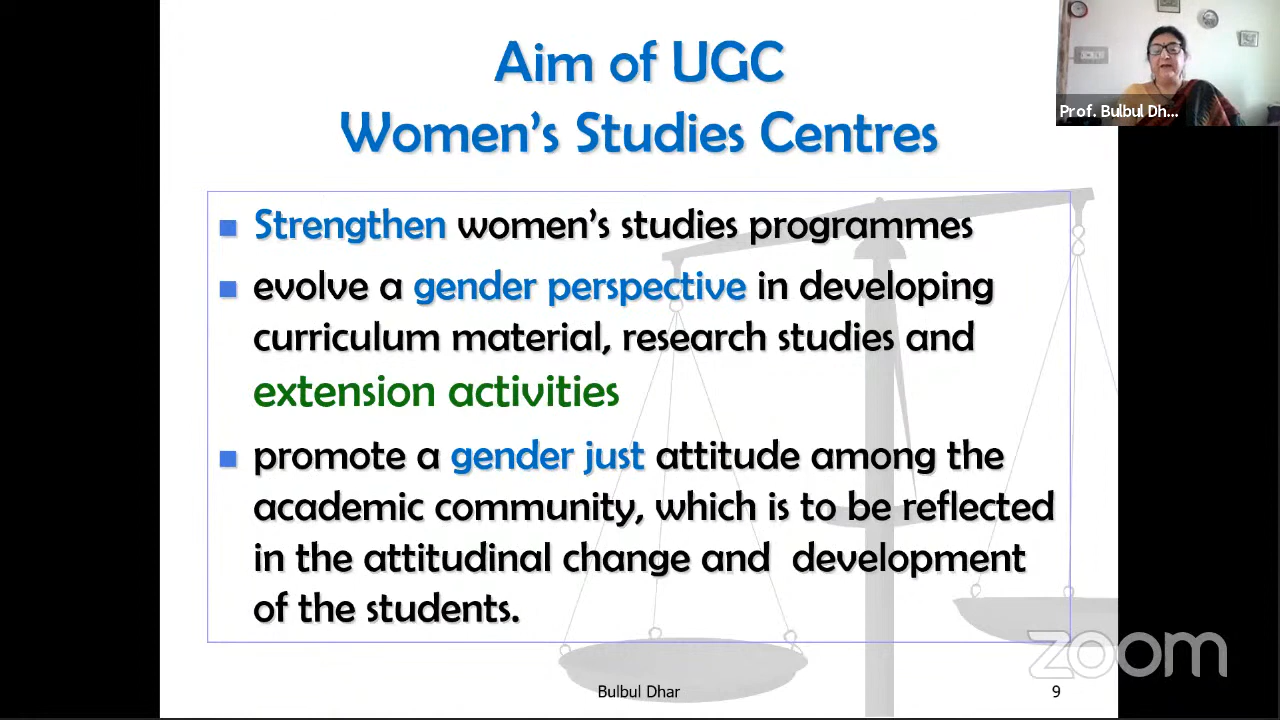 Aim of UGC
Women's Studies Centres
Prof. Bulbul Dh...
Strengthen women's studies programmes
evolve a gender perspective in developing
curriculum material, research studies and
extension activities
promote a gender just attitude among the
academic community, which is to be reflected
in the attitudinal change and development
of the students.
zoom
Bulbul Dhar
9